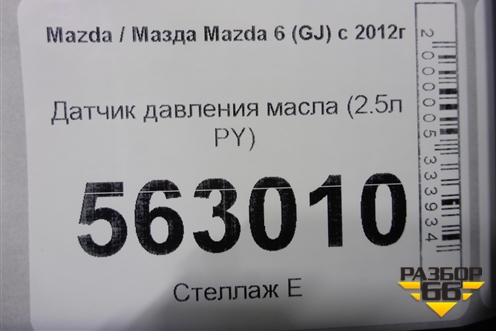 Mazda / Мазда Mazda 6 (GJ) с 2012г
Датчик давления масла (2.5л
PY)
563010
Стеллаж Е
2000005333934
РАЗБОР
66